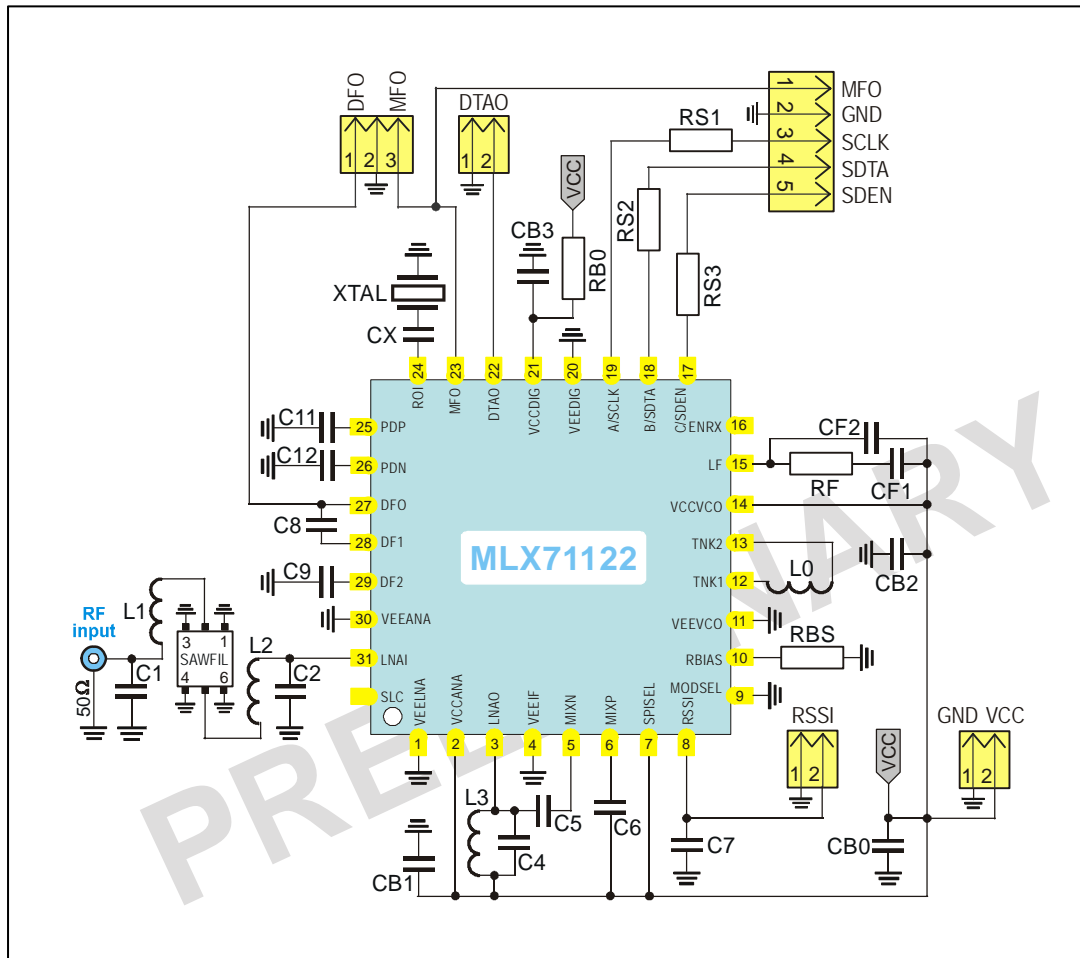 DFO
MFO
DTAO
1 2 3
1 2
1 MFO
2 GND
3 SCLK
4 SDTA
5 SDEN
RS1
RS2
RS3
VCC
CB3
RB0
XTAL
CX
24 23 22 21 20 19 18 17
ROI MFO DTAO VCCDIG VEEDIG A/SCLK B/SDTA C/SDEN
C11
25 PDP
C12
26 PDN
27 DFO
C8
28 DF1
C9
29 DF2
30 VEEANA
31 LNAI
SLC
ENRX 16
LF 15
VCCVCO 14
TNK2 13
TNK1 12
VEEVCO 11
RBIAS 10
MODSEL 9
CF2
RF
CF1
CB2
L0
RBS
MLX71122
L1
RF
input
50Ω
C1
3 1
SAWFIL
4 6
L2
C2
VEELNA VCCANA LNAO VEEIF MIXN MIXP SPISEL RSSI
1 2 3 4 5 6 7 8
RSSI
1 2
VCC
GND VCC
1 2
L3
C5
C4
C6
C7
CB1
CB0
PRELIMINARY